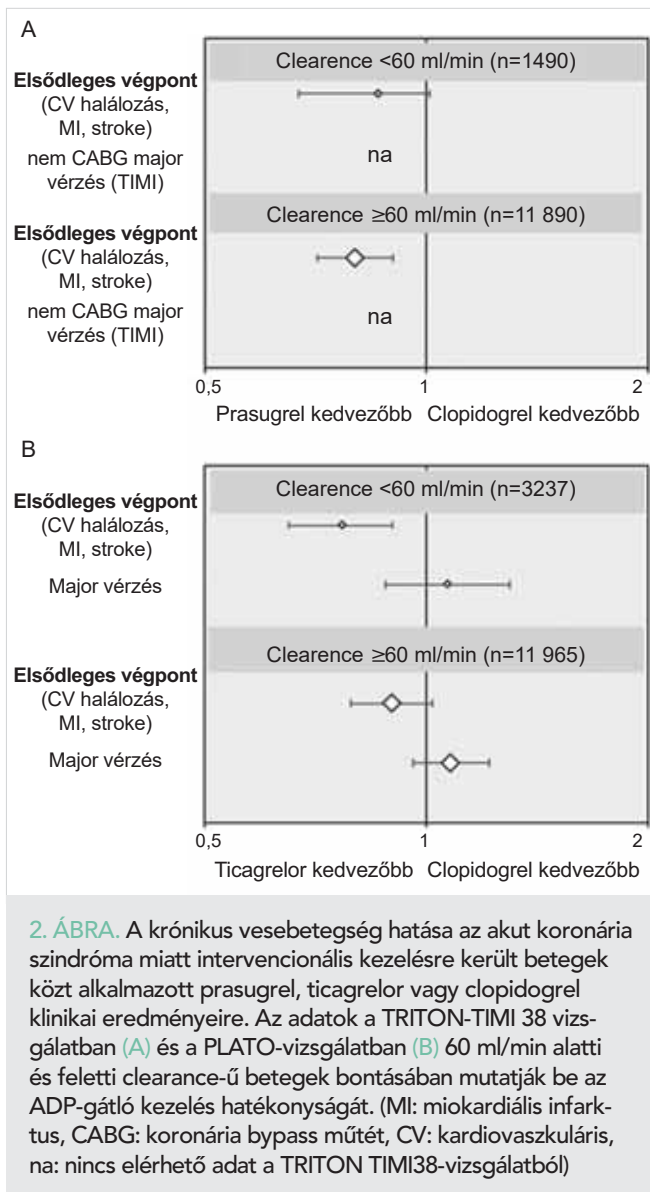 A
Clearence <60 ml/min (n=1490)
Elsődleges végpont
(CV halálozás,
MI, stroke)
nem CABG major
vérzés (TIMI)
na
Clearence ≥60 ml/min (n=11 890)
Elsődleges végpont
(CV halálozás,
MI, stroke)
nem CABG major
vérzés (TIMI)
na
0,5 1 2
Prasugrel kedvezőbb Clopidogrel kedvezőbb
B
Clearence <60 ml/min (n=3237)
Elsődleges végpont
(CV halálozás,
MI, stroke)
Major vérzés
Clearence ≥60 ml/min (n=11 965)
Elsődleges végpont
(CV halálozás,
MI, stroke)
Major vérzés
0,5 1 2
Ticagrelor kedvezőbb Clopidogrel kedvezőbb
2. ÁBRA. A krónikus vesebetegség hatása az akut koronária
szindróma miatt intervencionális kezelésre került betegek
közt alkalmazott prasugrel, ticagrelor vagy clopidogrel
klinikai eredményeire. Az adatok a TRITON-TIMI 38 vizs-
gálatban (A) és a PLATO-vizsgálatban (B) 60 ml/min alatti
és feletti clearance-ű betegek bontásában mutatják be az
ADP-gátló kezelés hatékonyságát. (MI: miokardiális infark-
tus, CABG: koronária bypass műtét, CV: kardiovaszkuláris,
na: nincs elérhető adat a TRITON TIMI38-vizsgálatból)